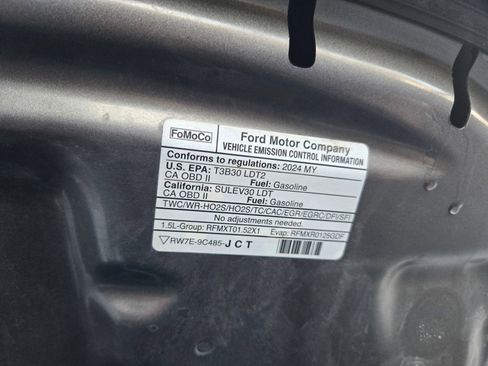 FoMoCo
Ford Motor Company
VEHICLE EMISSION CONTROL INFORMATION
Conforms to regulations: 2024 MY
U.S. EPA: T3B30 LDT2
CA OBD II Fuel: Gasoline
California: SULEV30 LDT
CA OBD II Fuel: Gasoline
TWC/WR-HO2S/HO2S/TC/CAC/EGR/EGRC/DFI/SFI
No adjustments needed.
1.5L-Group: RFMXT01.52X1 Evap: RFMXR0125GDF
RW7E-9C485-JCT